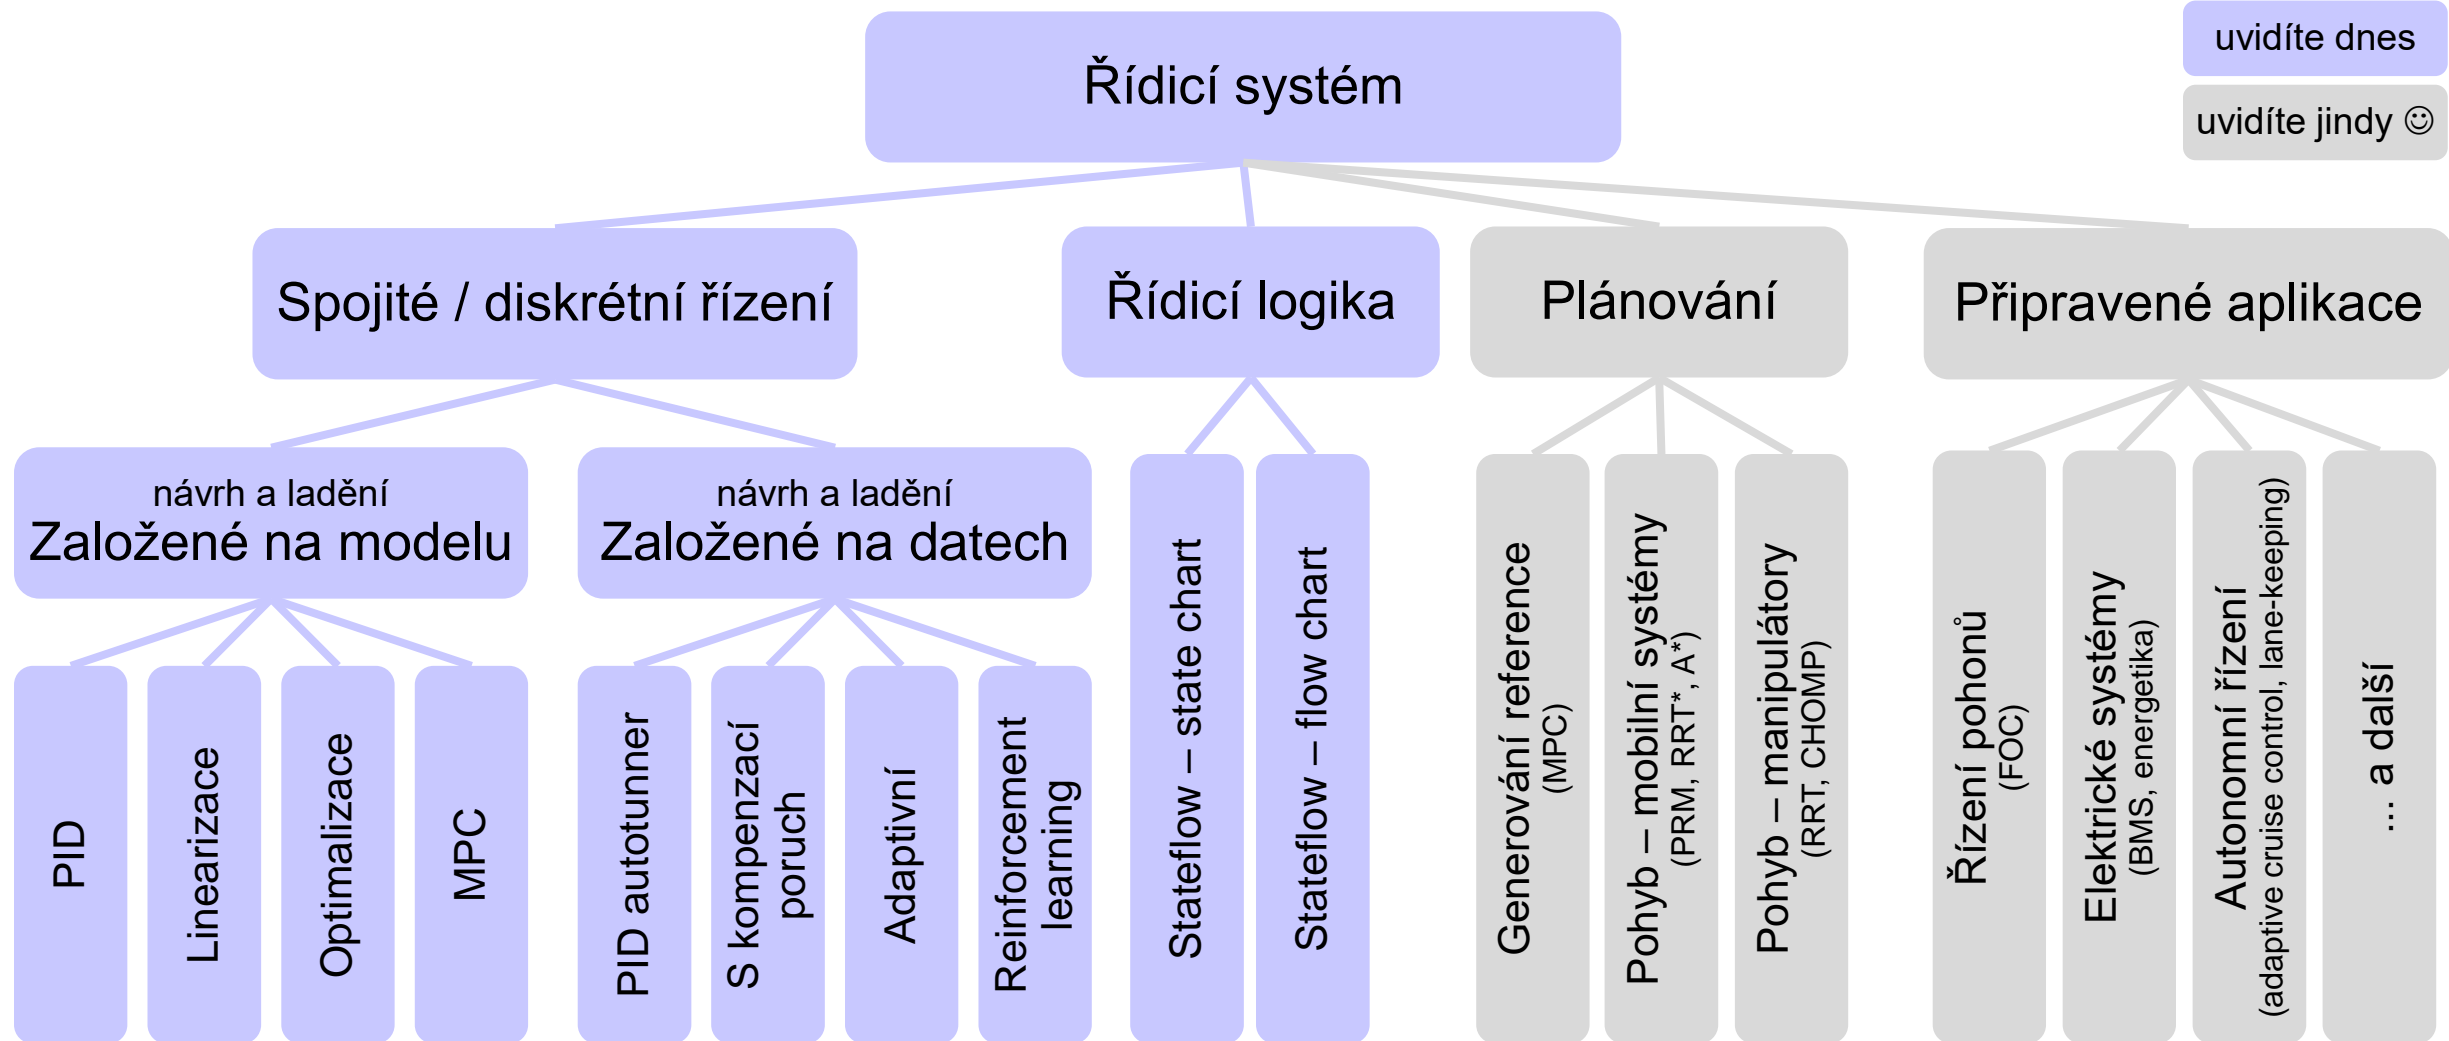 Řídicí systém
uvidíte dnes
uvidíte jindy ☺
Spojité / diskrétní řízení
Řídicí logika
Plánování
Připravené aplikace
návrh a ladění
Založené na modelu
návrh a ladění
Založené na datech
PID
Linearizace
Optimalizace
MPC
PID autotunner
S kompenzací
poruch
Adaptivní
Reinforcement
learning
Stateflow – state chart
Stateflow – flow chart
Generování reference
(MPC)
Pohyb – mobilní systémy
(PRM, RRT*, A*)
Pohyb – manipulátory
(RRT, CHOMP)
Řízení pohonů
(FOC)
Elektrické systémy
(BMS, energetika)
Autonomní řízení
(adaptive cruise control, lane-keeping)
... a další